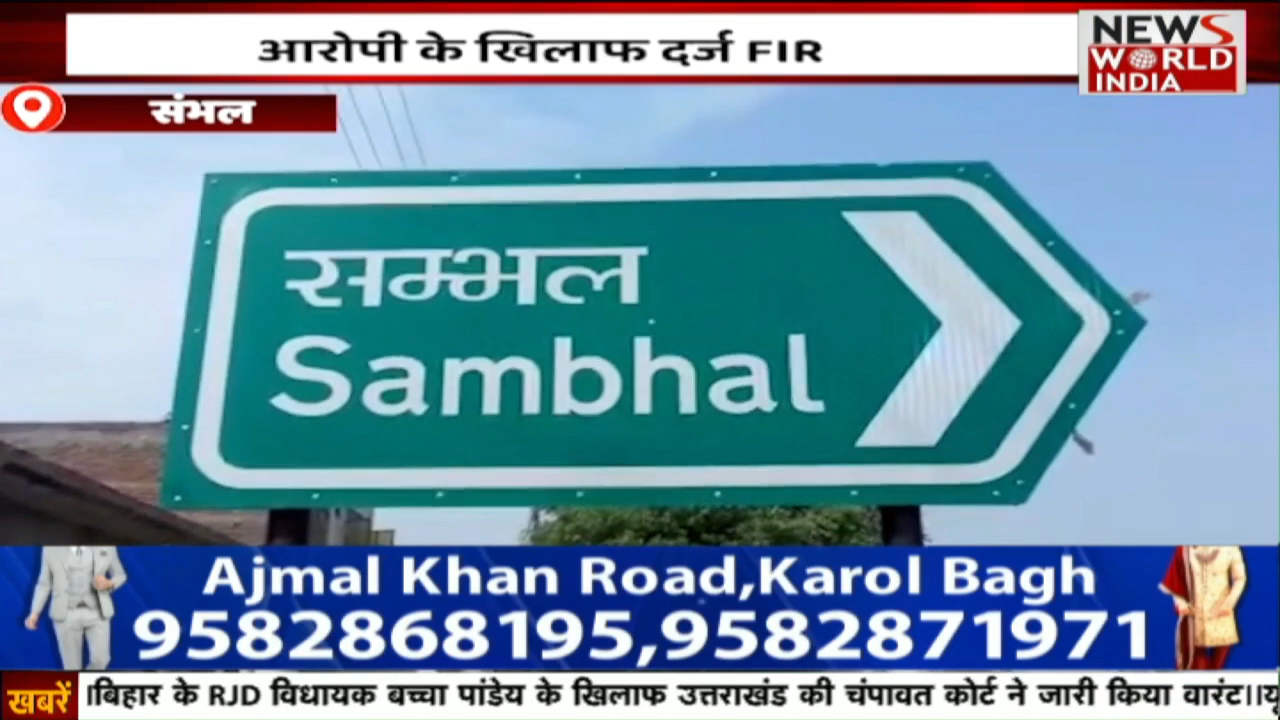 आरोपी के खिलाफ दर्ज FIR
NEWS
WORLD
INDIA
संभल
सम्भल
Sambhal
Ajmal Khan Road,Karol Bagh
9582868195,9582871971
खबरें
।बिहार के RJD विधायक बच्चा पांडेय के खिलाफ उत्तराखंड की चंपावत कोर्ट ने जारी किया वारंट।।यू